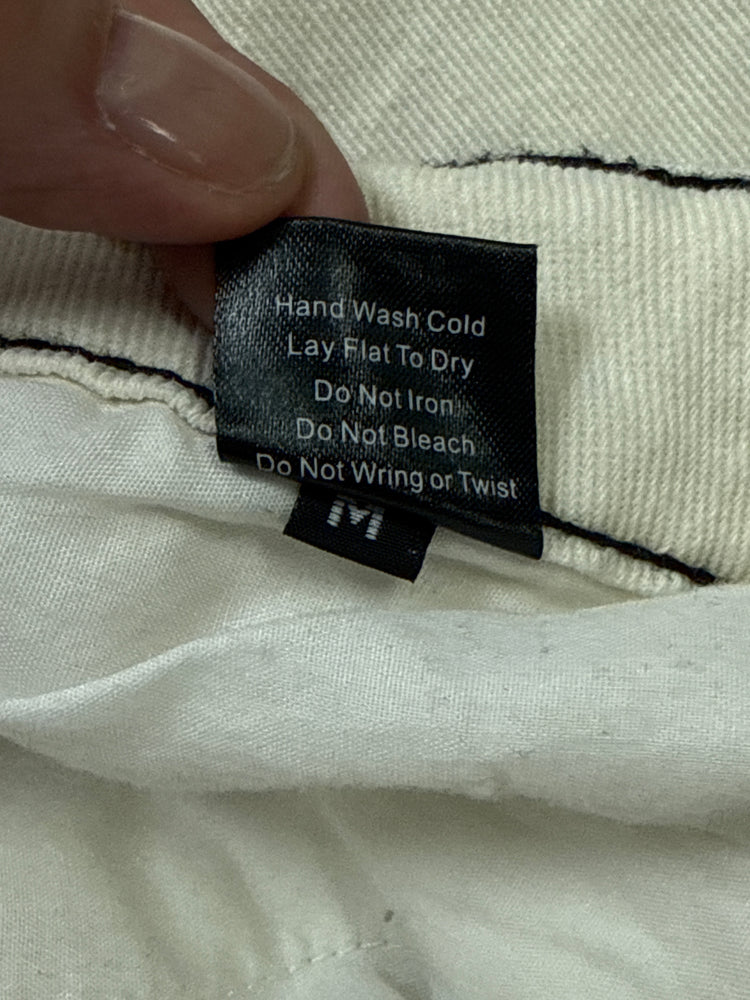 Hand Wash Cold
Lay Flat To Dry
Do Not Iron
Do Not Bleach
Do Not Wring or Twist
M